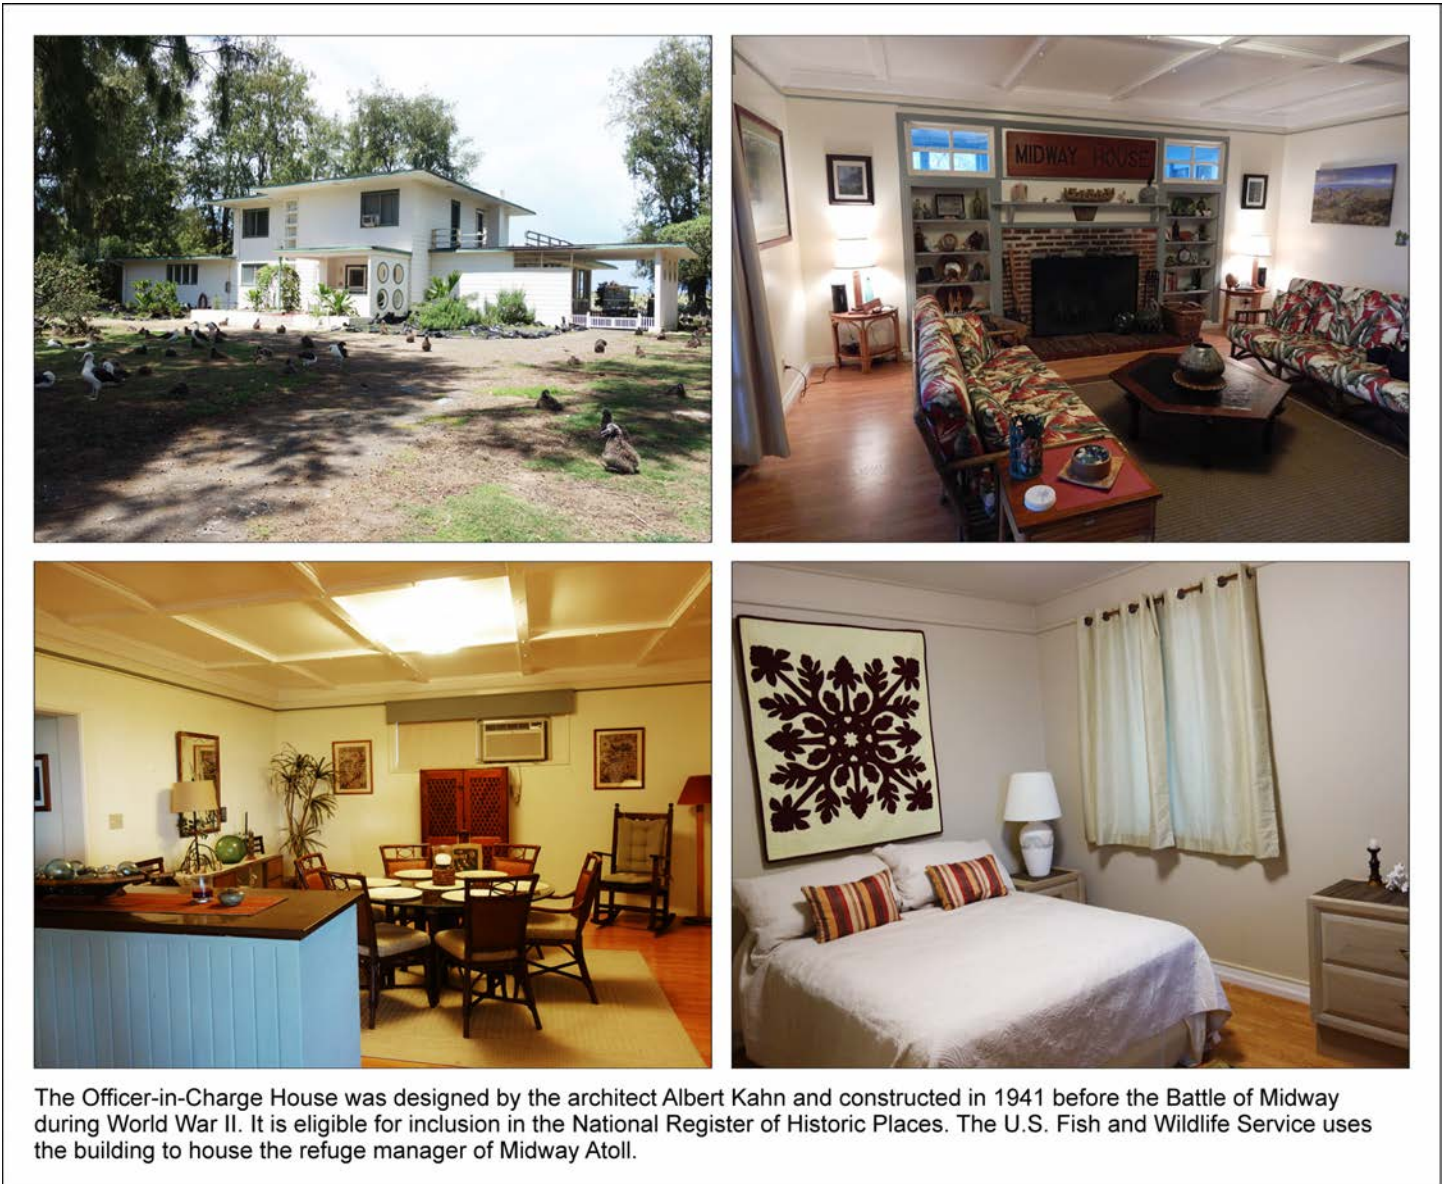 MIDWAY HOUSE
The Officer-in-Charge House was designed by the architect Albert Kahn and constructed in 1941 before the Battle of Midway
during World War II. It is eligible for inclusion in the National Register of Historic Places. The U.S. Fish and Wildlife Service uses
the building to house the refuge manager of Midway Atoll.